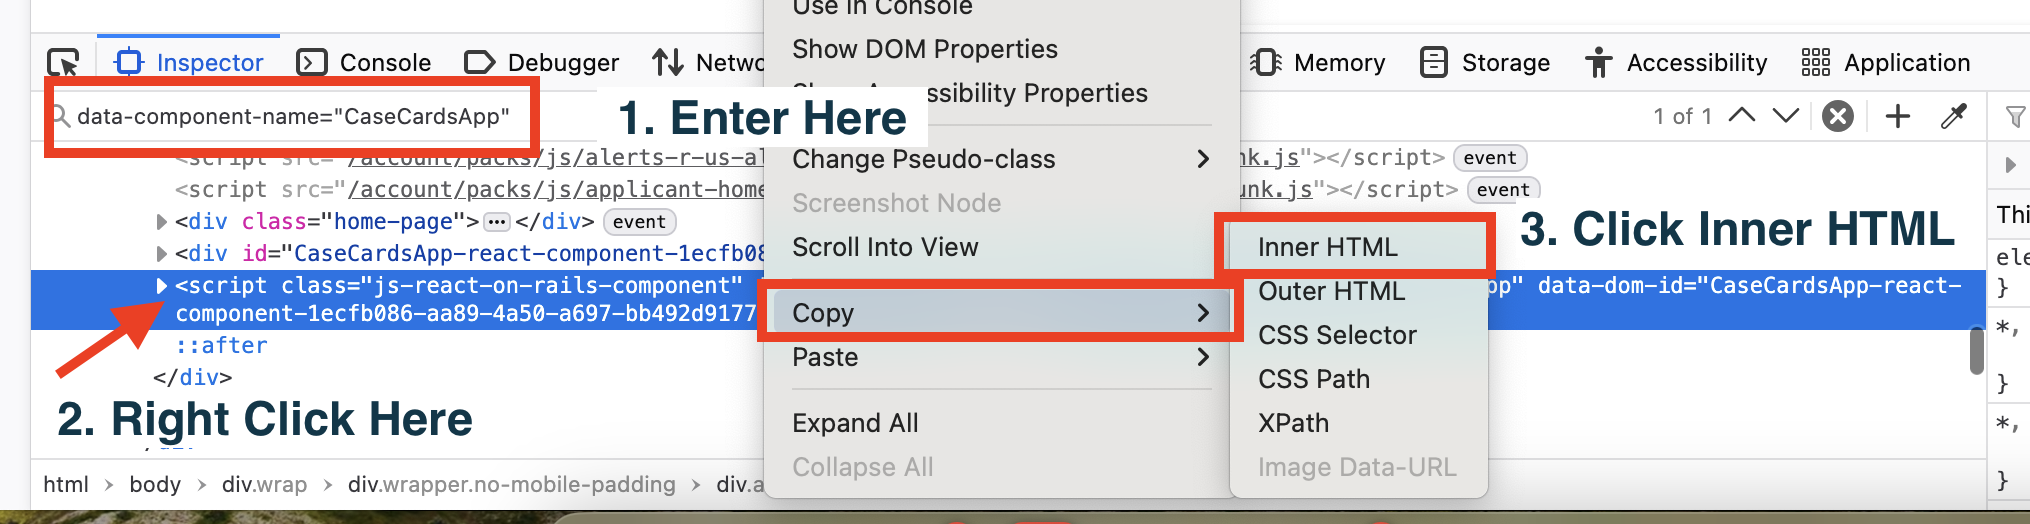 Use in Console
Inspector
Console
Debugger
Show DOM Properties
Memory
Storage
Accessibility
Application
data-component-name="CaseCardsApp"
1. Enter Here
1 of 1
<script src="/account/packs/js/alerts-r-us-al
Change Pseudo-class
nk.js"></script> event
<script src="/account/packs/js/applicant-home
Screenshot Node
unk.js"></script> event
<div class="home-page"> ••• </div> event
Scroll Into View
Inner HTML
3. Click Inner HTML
Thi
<div id="CaseCardsApp-react-component-1ecfb08
ele
}
<script class="js-react-on-rails-component"
Outer HTML
pp" data-dom-id="CaseCardsApp-react-
component-1ecfb086-aa89-4a50-a697-bb492d9177
Copy
CSS Selector
*,
::after
Paste
</div>
CSS Path
}
2. Right Click Here
Expand All
XPath
*,
Collapse All
Image Data-URL
}
html > body > div.wrap > div.wrapper.no-mobile-padding > div.a